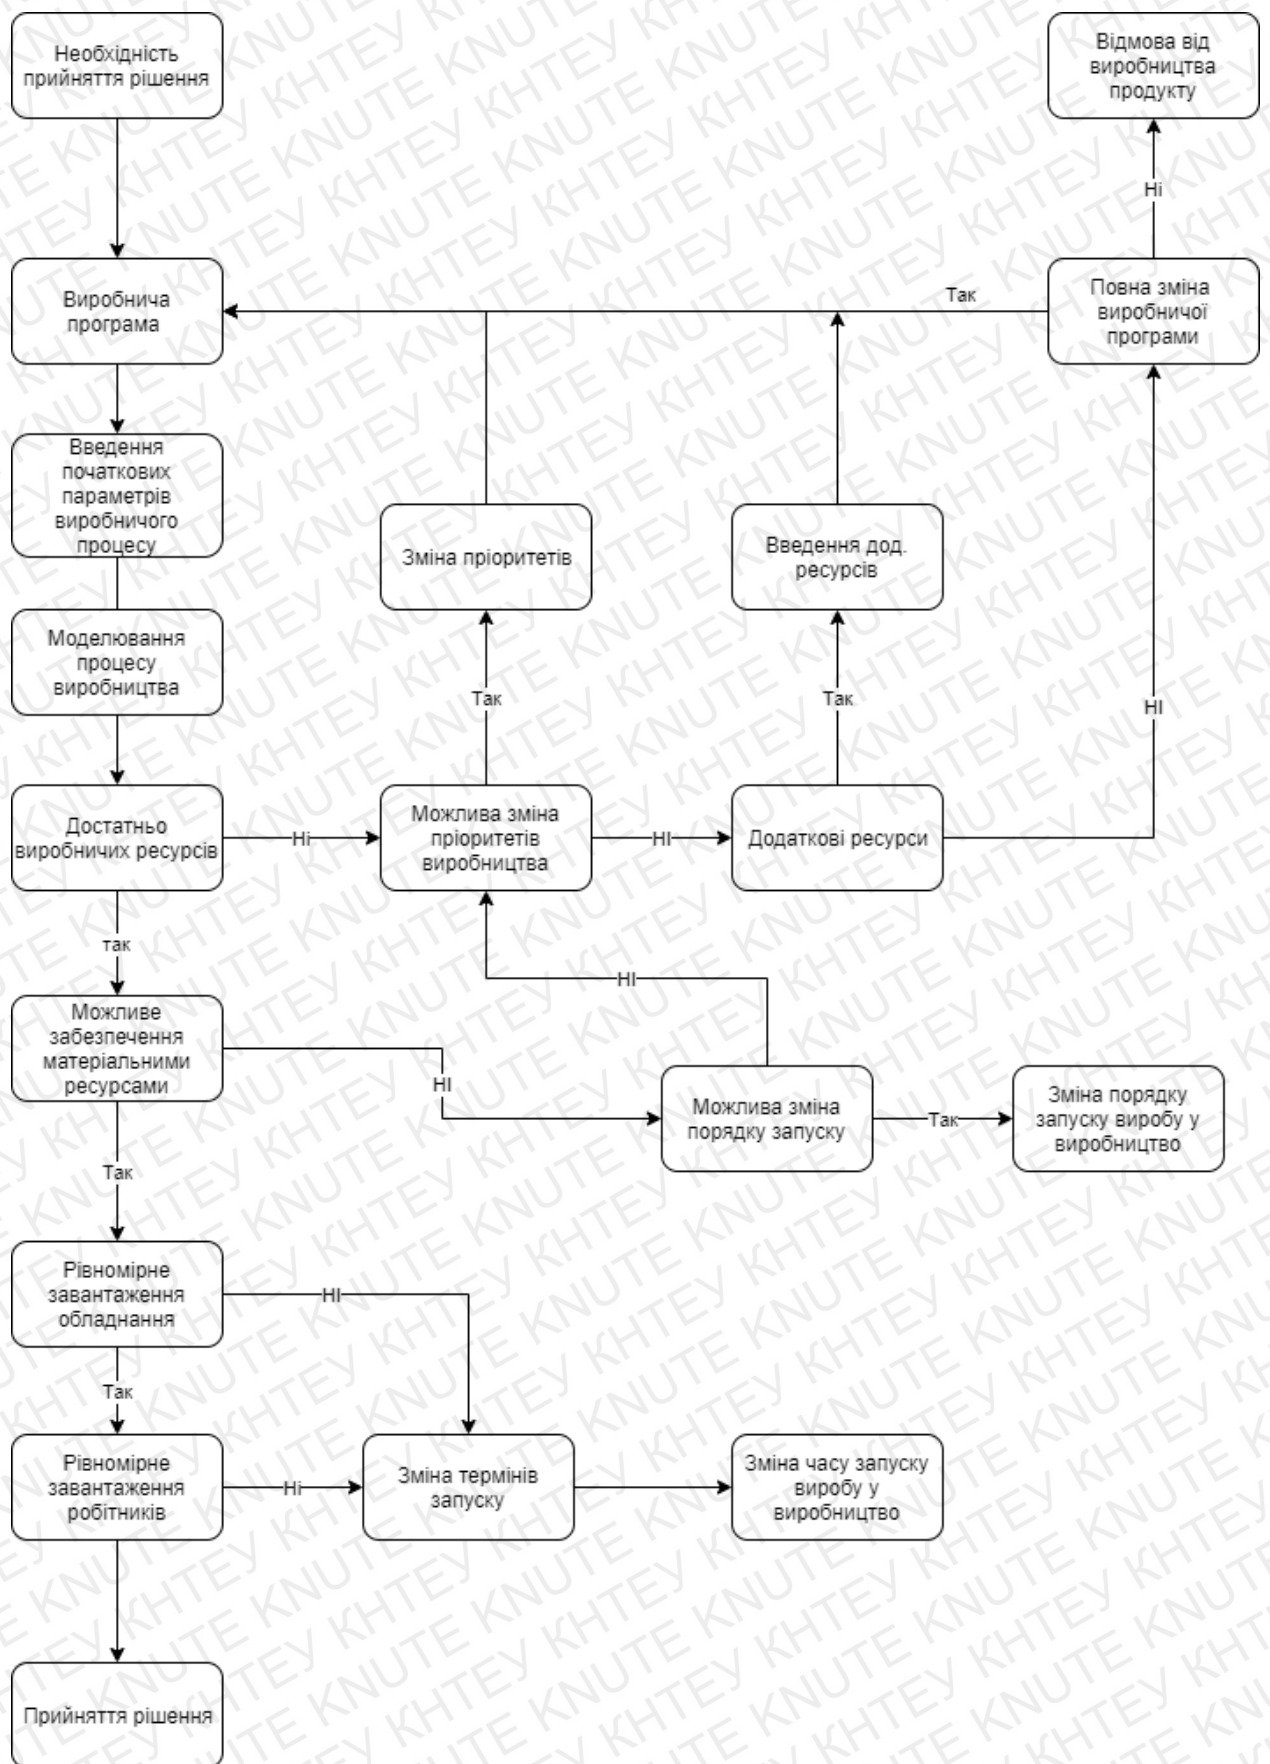 Необхідність
прийняття рішення
Відмова від
виробництва
продукту
Ні
Виробнича
програма
Так
Повна зміна
виробничої
програми
Введення
початкових
параметрів
виробничого
процесу
Зміна пріоритетів
Введення дод.
ресурсів
Моделювання
процесу
виробництва
Так
Так
НІ
Достатньо
виробничих ресурсів
Ні
Можлива зміна
пріоритетів
виробництва
НІ
Додаткові ресурси
так
НІ
Можливе
забезпечення
матеріальними
ресурсами
НІ
Можлива зміна
порядку запуску
Так
Зміна порядку
запуску виробу у
виробництво
Так
Рівномірне
завантаження
обладнання
НІ
Так
Рівномірне
завантаження
робітників
Ні
Зміна термінів
запуску
Зміна часу запуску
виробу у
виробництво
Прийняття рішення
KNUTE КНТЕУ